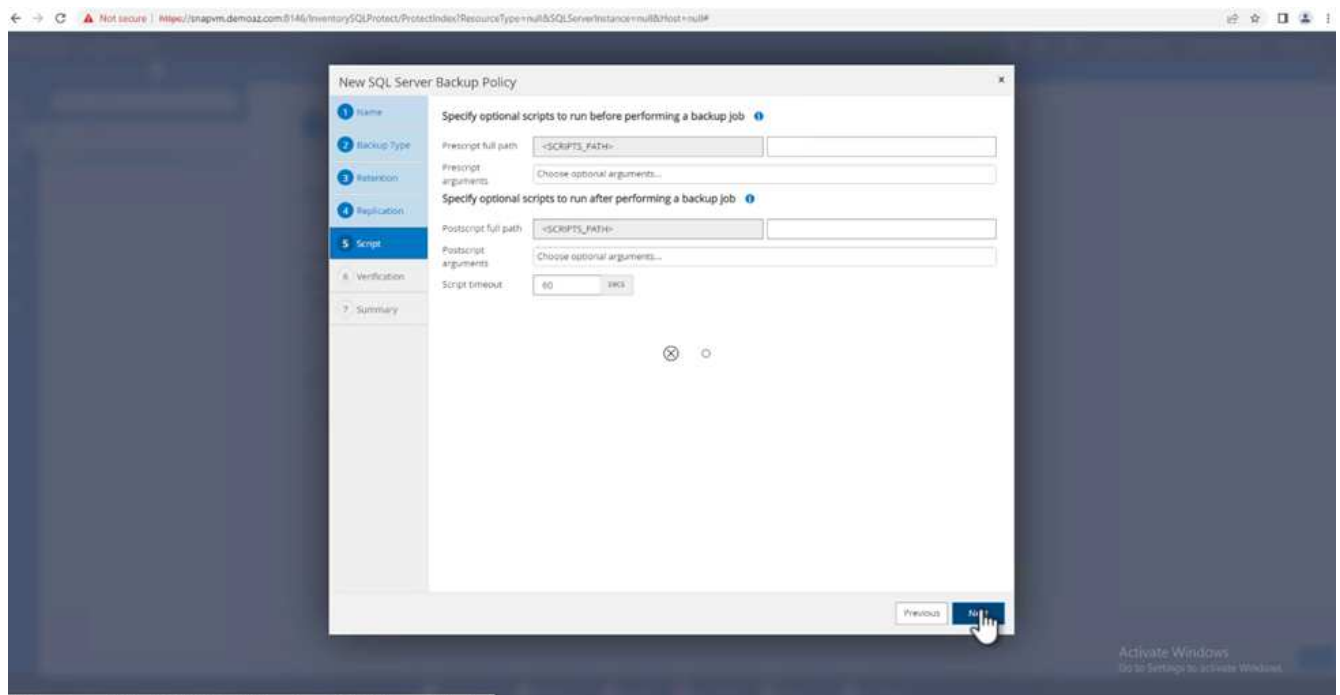 Not secure | https://snapvm.demoaz.com:8146/InventorySQLProtect/ProtectIndex?ResourceType=null&SQLServerInstance=null&Host=null#
New SQL Server Backup Policy
x
1 Name
2 Backup Type
3 Retention
4 Replication
5 Script
6 Verification
7 Summary
Specify optional scripts to run before performing a backup job
Prescript full path <SCRIPTS_PATH>
Prescript arguments Choose optional arguments...
Specify optional scripts to run after performing a backup job
Postscript full path <SCRIPTS_PATH>
Postscript arguments Choose optional arguments...
Script timeout 60 secs
Previous
Activate Windows
Go to Settings to activate Windows.